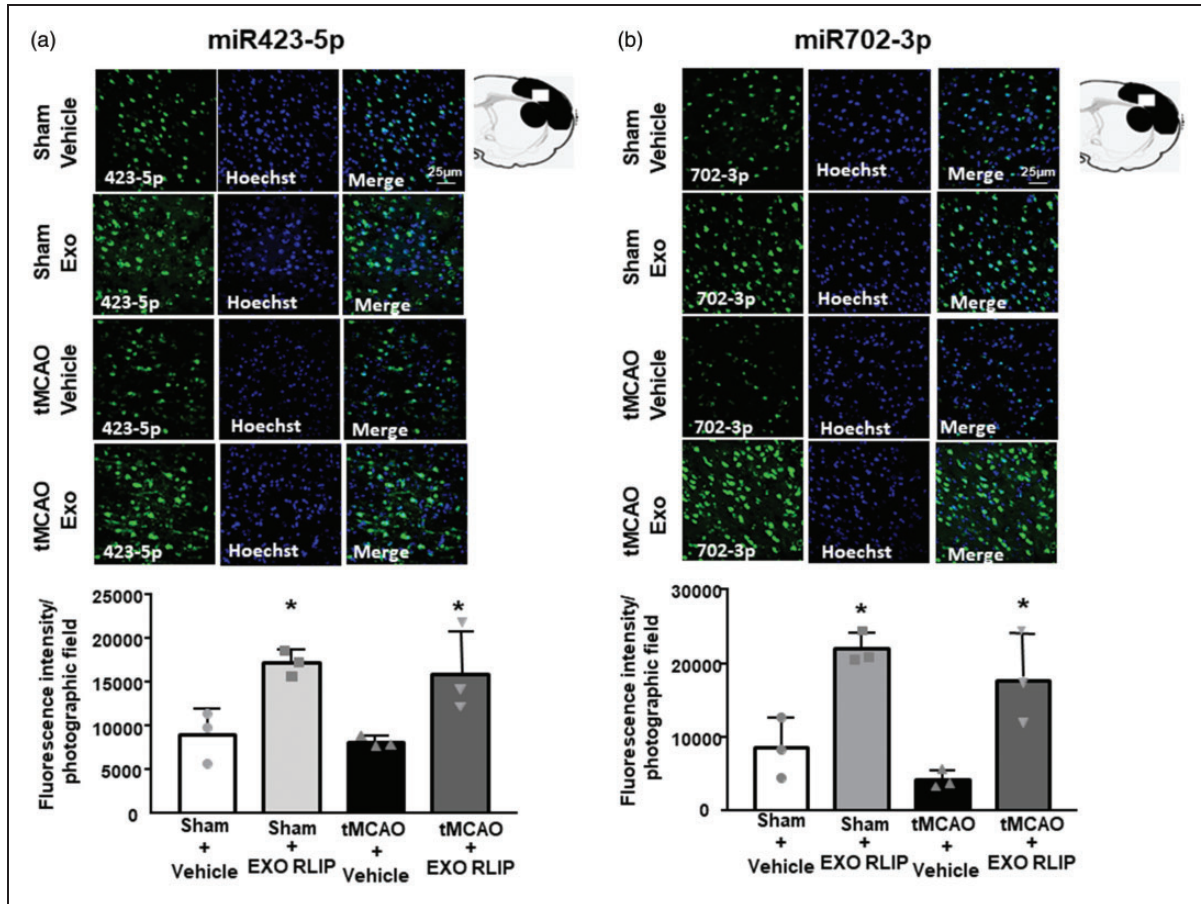 (a)
miR423-5p
Sham
Vehicle
423-5p
Hoechst
Merge
25μm
Sham
Exo
423-5p
Hoechst
Merge
tMCAO
Vehicle
423-5p
Hoechst
Merge
tMCAO
Exo
423-5p
Hoechst
Merge
Fluorescence intensity/
photographic field
25000
20000
15000
10000
5000
0
*
*
Sham
+
Vehicle
Sham
+
EXO RLIP
tMCAO
+
Vehicle
tMCAO
+
EXO RLIP
(b)
miR702-3p
Sham
Vehicle
702-3p
Hoechst
Merge
25μm
Sham
Exo
702-3p
Hoechst
Merge
tMCAO
Vehicle
702-3p
Hoechst
Merge
tMCAO
Exo
702-3p
Hoechst
Merge
Fluorescence intensity/
photographic field
30000
20000
10000
0
*
*
Sham
+
Vehicle
Sham
+
EXO RLIP
tMCAO
+
Vehicle
tMCAO
+
EXO RLIP